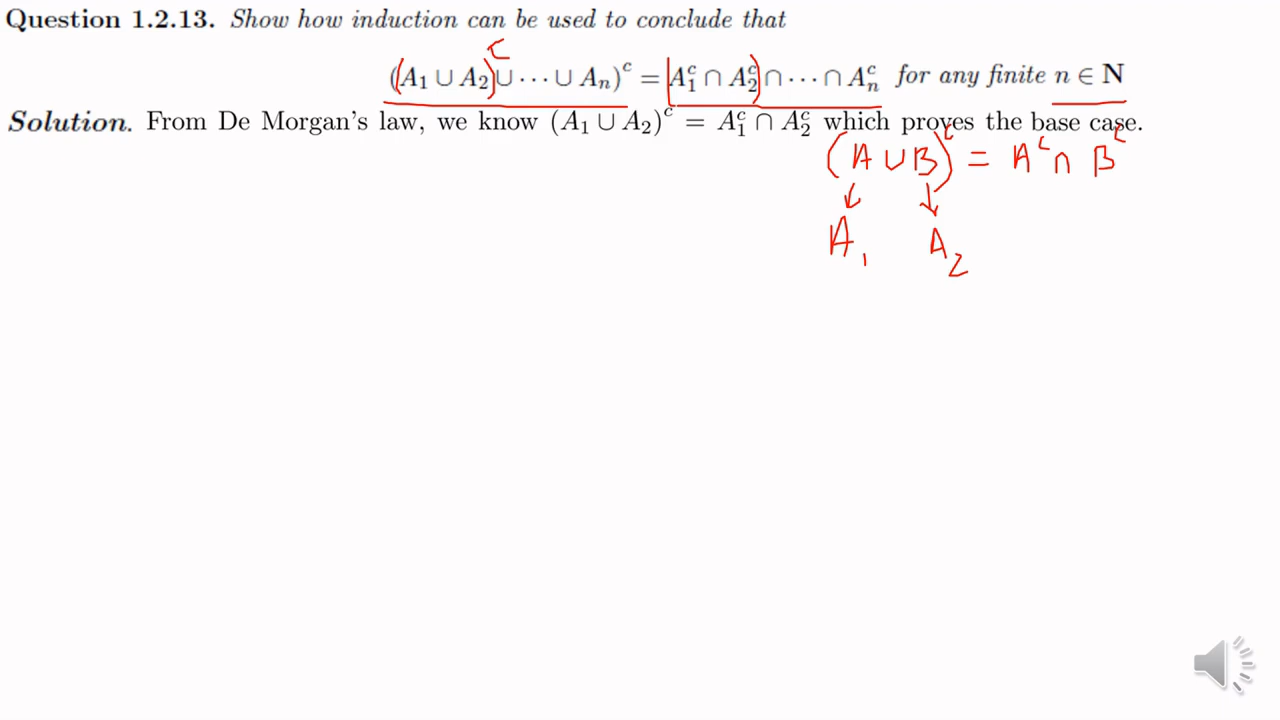 Question 1.2.13. Show how induction can be used to conclude that
((A₁ ∪ A₂)ᶜ ∪ ⋯ ∪ Aₙ)ᶜ = (A₁ᶜ ∩ A₂ᶜ) ∩ ⋯ ∩ Aₙᶜ for any finite n ∈ N
Solution. From De Morgan's law, we know (A₁ ∪ A₂)ᶜ = A₁ᶜ ∩ A₂ᶜ which proves the base case.
(A ∪ B)ᶜ = Aᶜ ∩ Bᶜ
↓ ↓
A₁ A₂